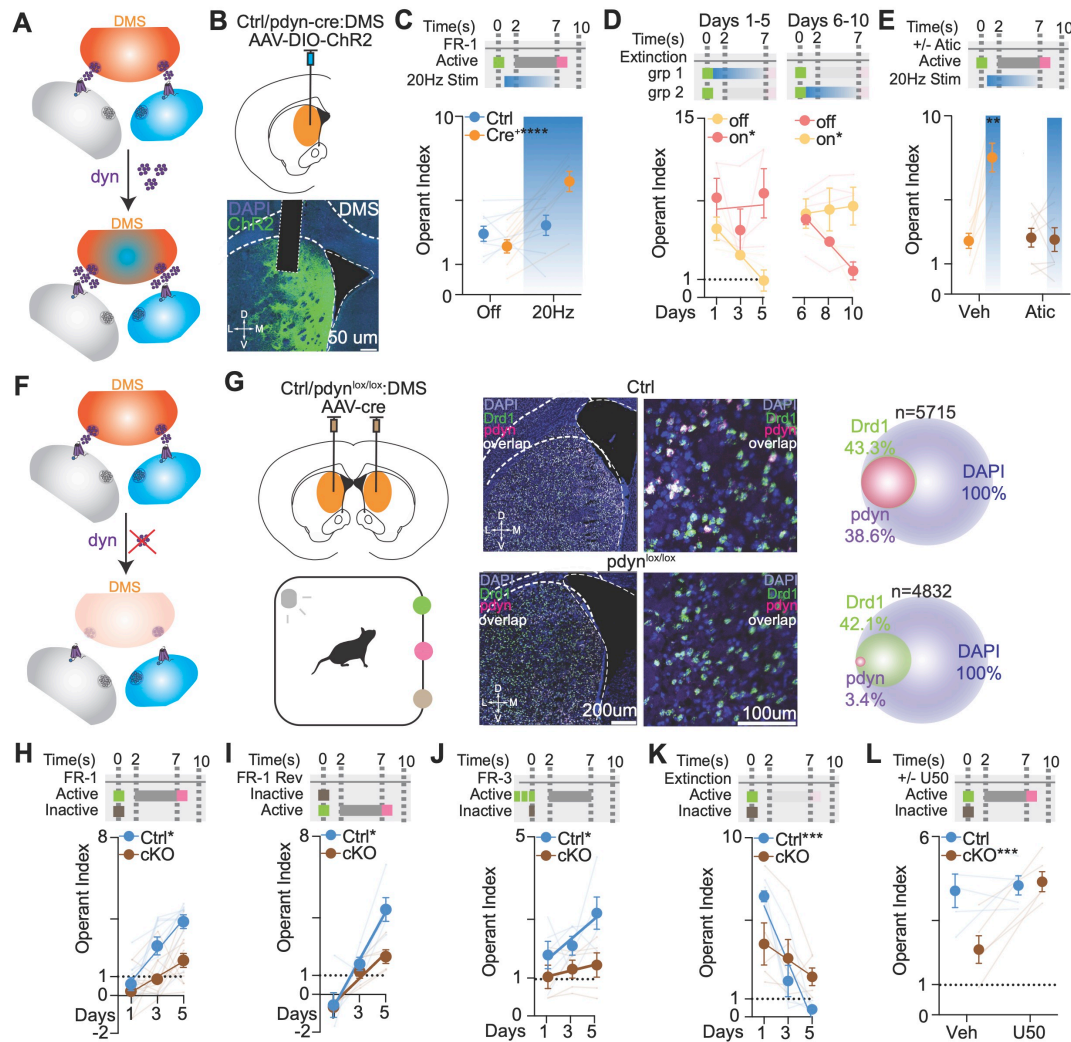 A
DMS
dyn
DMS
B
Ctrl/pdyn-cre:DMS
AAV-DIO-ChR2
DAPI
DMS
ChR2
D
L
M
V
50 um
C
Time(s) 0 2 7 10
FR-1
Active
20Hz Stim
10
Ctrl
Cre+****
Operant Index
1
0
Off 20Hz
D
Days 1-5 Days 6-10
Time(s) 0 2 7 0 2 7
Extinction
grp 1
grp 2
15
off
on*
off
on*
Operant Index
1
0
Days 1 3 5 6 8 10
E
Time(s) 0 2 7 10
+/- Atic
Active
20Hz Stim
10
**
Operant Index
1
0
Veh Atic
F
DMS
dyn
DMS
G
Ctrl/pdynlox/lox:DMS
AAV-cre
Ctrl
DAPI
Drd1
pdyn
overlap
D
L
M
V
DAPI
Drd1
pdyn
overlap
n=5715
Drd1
43.3%
DAPI
100%
pdyn
38.6%
pdynlox/lox
DAPI
Drd1
pdyn
overlap
D
L
M
V
200um
DAPI
Drd1
pdyn
overlap
100um
n=4832
Drd1
42.1%
DAPI
100%
pdyn
3.4%
H
Time(s) 0 2 7 10
FR-1
Active
Inactive
8
Ctrl*
cKO
Operant Index
1
0
-2
Days 1 3 5
I
Time(s) 0 2 7 10
FR-1 Rev
Inactive
Active
8
Ctrl*
cKO
Operant Index
1
0
-2
Days 1 3 5
J
Time(s) 0 2 7 10
FR-3
Active
Inactive
5
Ctrl*
cKO
Operant Index
1
0
Days 1 3 5
K
Time(s) 0 2 7 10
Extinction
Active
Inactive
10
Ctrl***
cKO
Operant Index
1
0
Days 1 3 5
L
Time(s) 0 2 7 10
+/- U50
Active
Inactive
6
Ctrl
cKO***
Operant Index
1
0
Veh U50